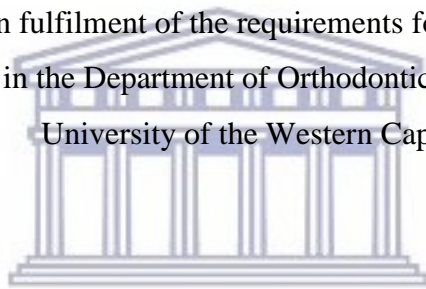 n fulfilment of the requirements fo
in the Department of Orthodontic
University of the Western Cap